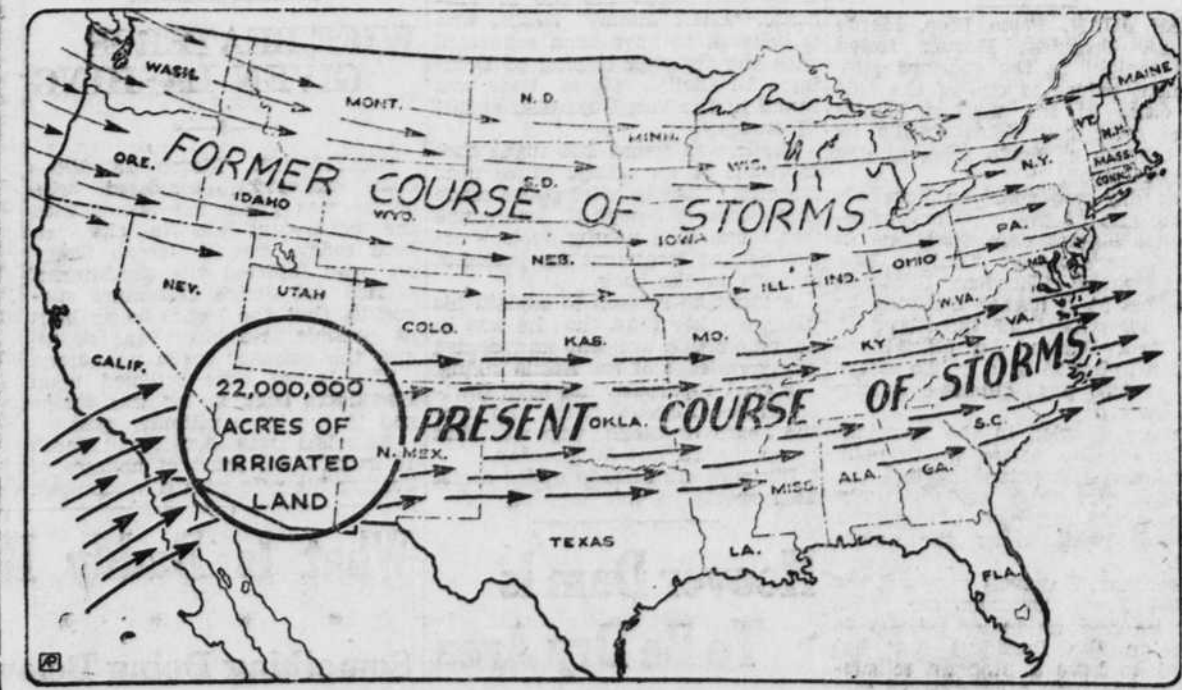 WASH.
MONT.
N.D.
MINN.
WIS.
MAINE
VT.
N.H.
MASS.
CONN.
N.Y.
ORE.
IDAHO
FORMER COURSE OF STORMS
S.D.
WYO.
IOWA
NEB.
PA.
OHIO
ILL.
IND.
N.J.
MD.
NEV.
UTAH
COLO.
KAS.
MO.
KY.
W.VA.
VA.
CALIF.
22,000,000
ACRES OF
IRRIGATED
LAND
PRESENT COURSE OF STORMS
OKLA.
N. MEX.
S.C.
MISS.
ALA.
GA.
TEXAS
LA.
FLA.
AP